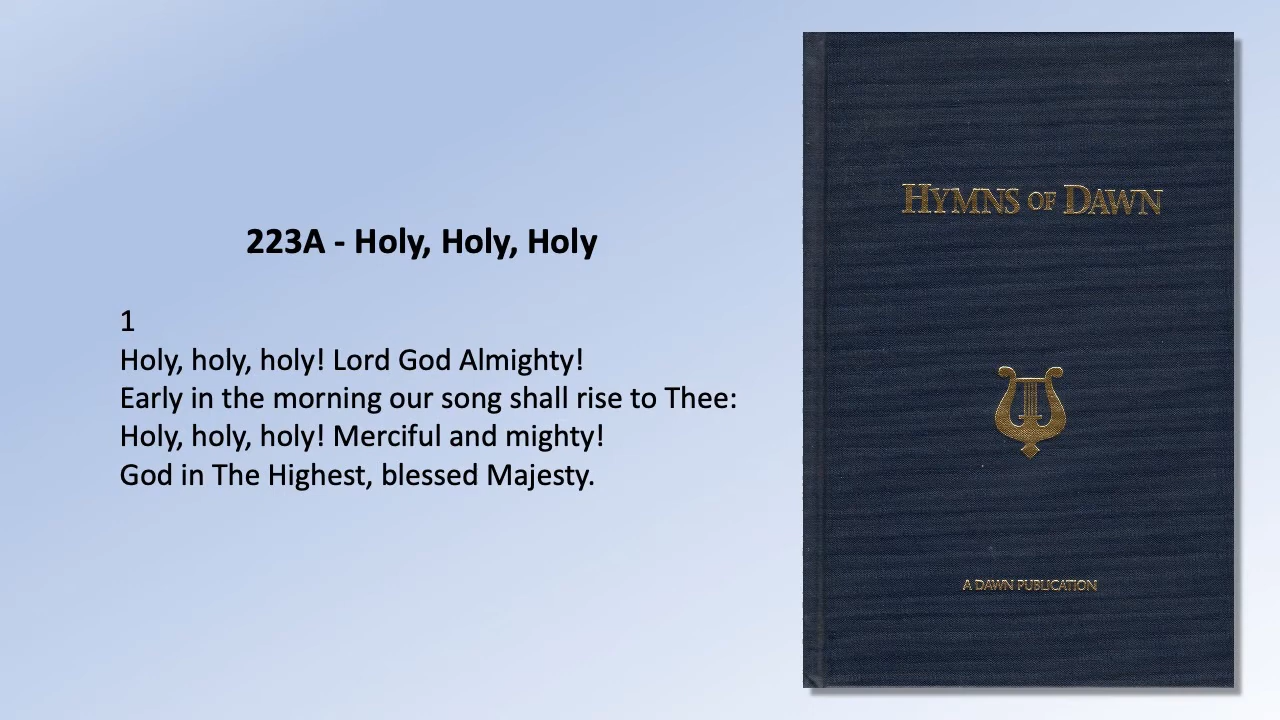 223A - Holy, Holy, Holy
1
Holy, holy, holy! Lord God Almighty!
Early in the morning our song shall rise to Thee:
Holy, holy, holy! Merciful and mighty!
God in The Highest, blessed Majesty.
HYMNS OF DAWN
A DAWN PUBLICATION